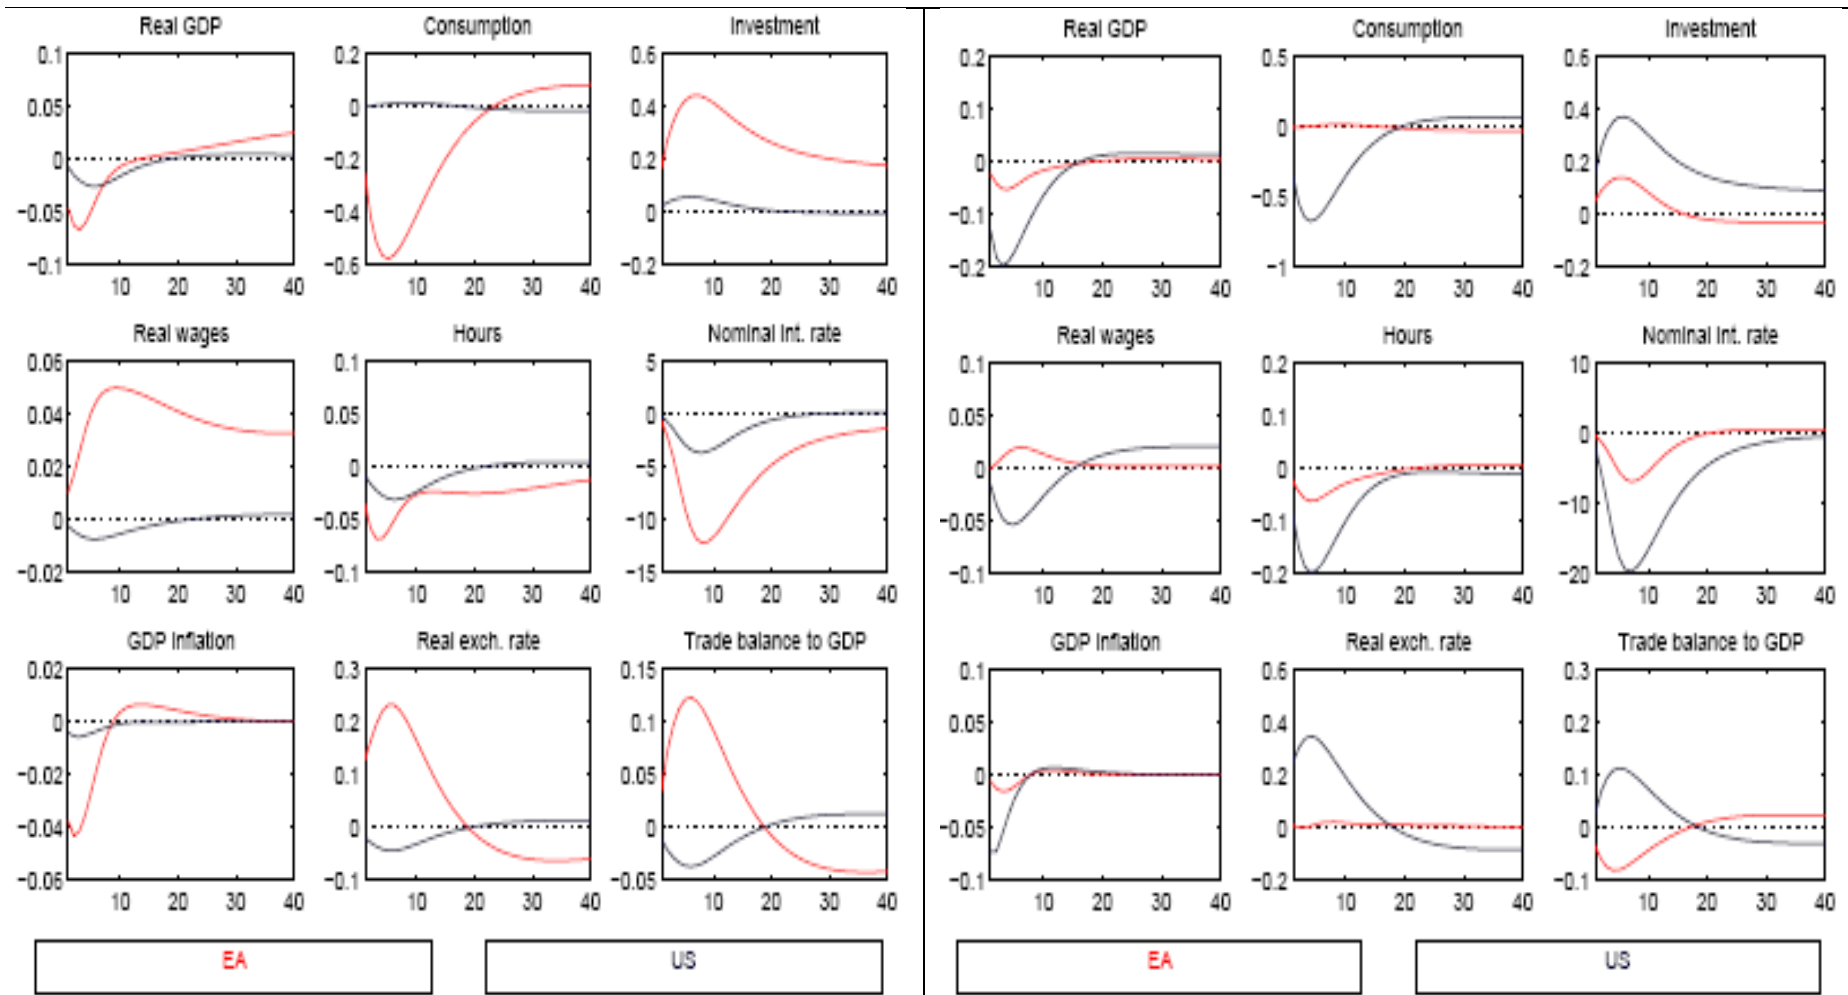 Real GDP Consumption Investment
0.1 0.05 0 −0.05 −0.1 10 20 30 40
0.2 0 −0.2 −0.4 −0.6 10 20 30 40
0.6 0.4 0.2 0 −0.2 10 20 30 40
Real wages Hours Nominal int. rate
0.06 0.04 0.02 0 −0.02 10 20 30 40
0.1 0.05 0 −0.05 −0.1 10 20 30 40
5 0 −5 −10 −15 10 20 30 40
GDP Inflation Real exch. rate Trade balance to GDP
0.02 0 −0.02 −0.04 −0.06 10 20 30 40
0.3 0.2 0.1 0 −0.1 10 20 30 40
0.15 0.1 0.05 0 −0.05 10 20 30 40
EA US
Real GDP Consumption Investment
0.2 0.1 0 −0.1 −0.2 10 20 30 40
0.5 0 −0.5 −1 10 20 30 40
0.6 0.4 0.2 0 −0.2 10 20 30 40
Real wages Hours Nominal int. rate
0.1 0.05 0 −0.05 −0.1 10 20 30 40
0.2 0.1 0 −0.1 −0.2 10 20 30 40
10 0 −10 −20 10 20 30 40
GDP Inflation Real exch. rate Trade balance to GDP
0.1 0.05 0 −0.05 −0.1 10 20 30 40
0.6 0.4 0.2 0 −0.2 10 20 30 40
0.3 0.2 0.1 0 −0.1 10 20 30 40
EA US